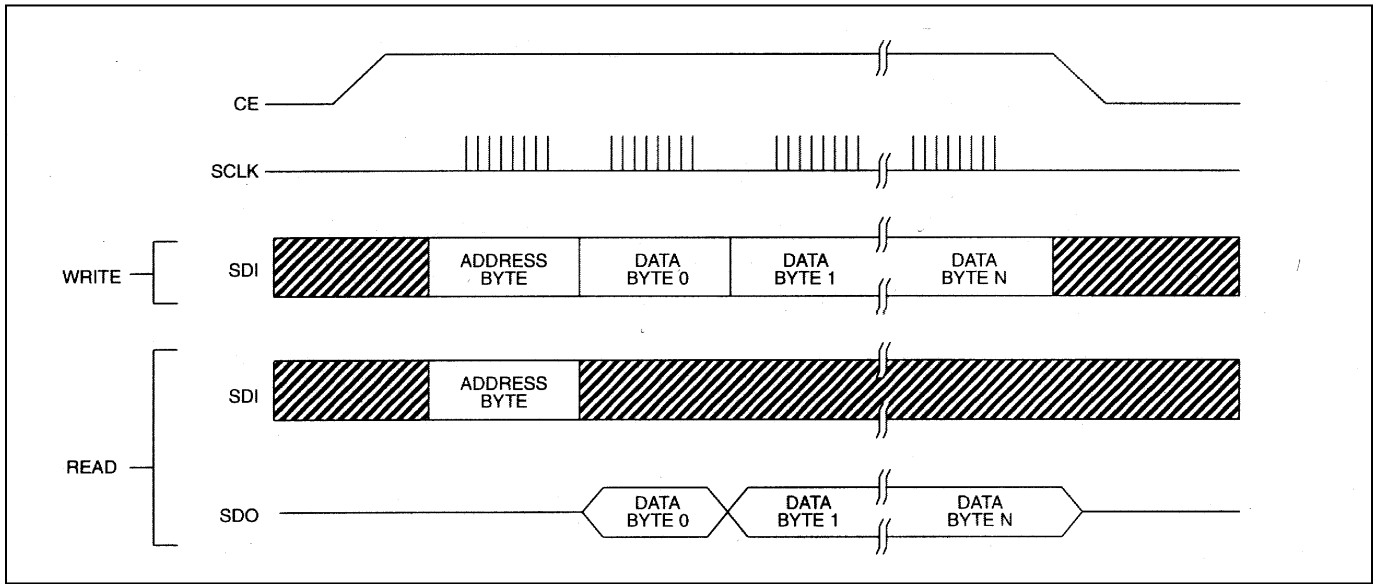 CE
SCLK
WRITE
SDI
ADDRESS
BYTE
DATA
BYTE 0
DATA
BYTE 1
DATA
BYTE N
READ
SDI
ADDRESS
BYTE
SDO
DATA
BYTE 0
DATA
BYTE 1
DATA
BYTE N